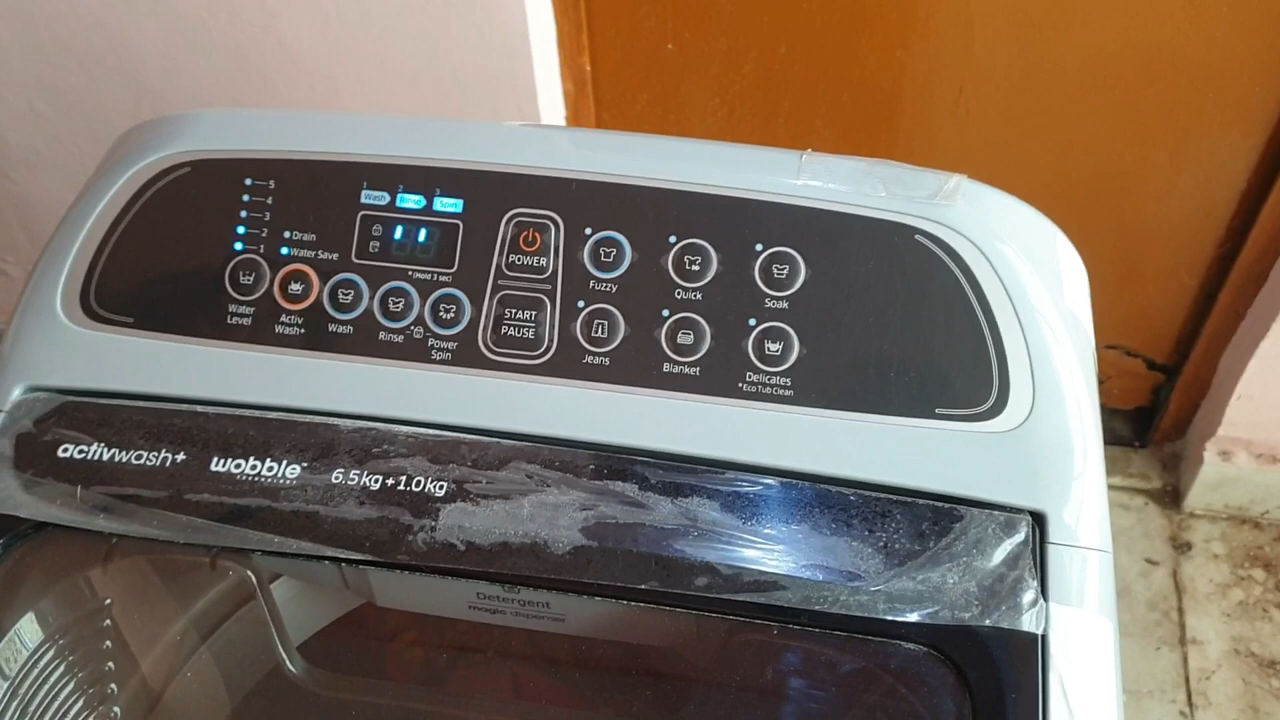 5
4
3
2
1
Drain
Water Save
1 2 3
Wash Rinse Spin
*(Hold 3 sec)
Water
Level
Activ
Wash+
Wash
Rinse
Power
Spin
POWER
START
PAUSE
Fuzzy
Quick
Soak
Jeans
Blanket
Delicates
*Eco Tub Clean
activwash+
wobble™
TECHNOLOGY
6.5kg+1.0kg
Detergent
magic dispenser